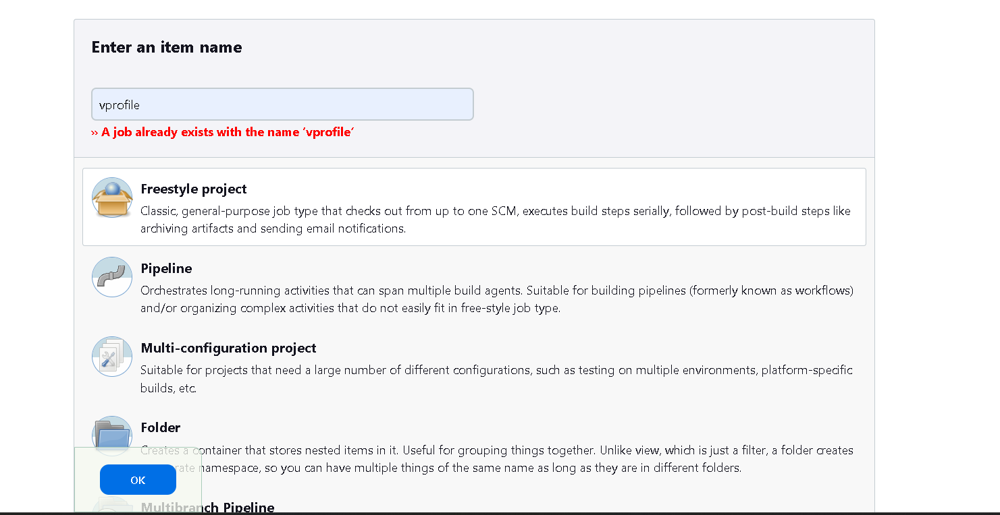 Enter an item name
vprofile
» A job already exists with the name ‘vprofile’
Freestyle project
Classic, general-purpose job type that checks out from up to one SCM, executes build steps serially, followed by post-build steps like
archiving artifacts and sending email notifications.
Pipeline
Orchestrates long-running activities that can span multiple build agents. Suitable for building pipelines (formerly known as workflows)
and/or organizing complex activities that do not easily fit in free-style job type.
Multi-configuration project
Suitable for projects that need a large number of different configurations, such as testing on multiple environments, platform-specific
builds, etc.
Folder
Creates a container that stores nested items in it. Useful for grouping things together. Unlike view, which is just a filter, a folder creates
namespace, so you can have multiple things of the same name as long as they are in different folders.
OK
Multibranch Pipeline